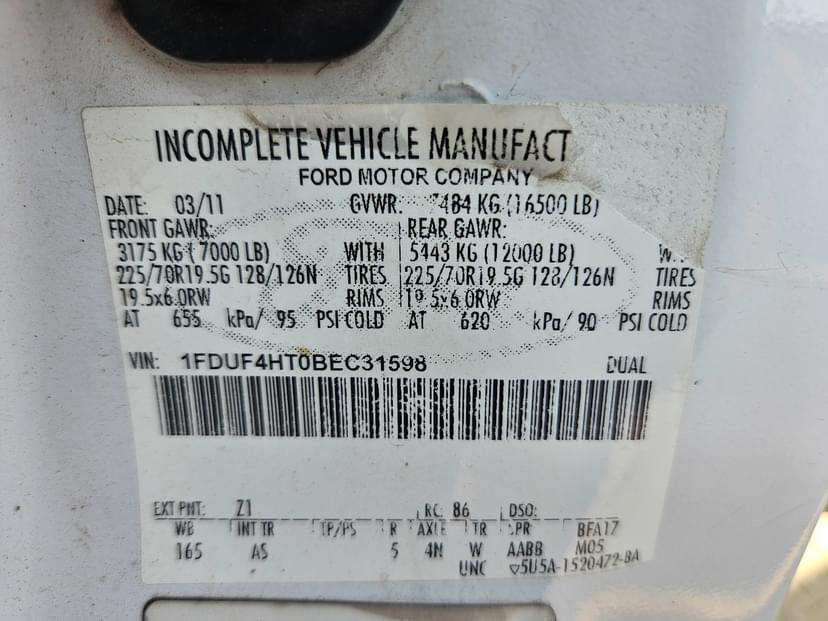 INCOMPLETE VEHICLE MANUFACT
FORD MOTOR COMPANY
DATE: 03/11 GVWR: 7484 KG (16500 LB)
FRONT GAWR: REAR GAWR:
3175 KG ( 7000 LB) WITH 5443 KG (12000 LB)
225/70R19.5G 128/126N TIRES 225/70R19.5G 128/126N TIRES
19.5x6.0RW RIMS 19.5x6.0RW RIMS
AT 655 kPa/ 95 PSI COLD AT 620 kPa/ 90 PSI COLD
VIN: 1FDUF4HT0BEC31598 DUAL
EXT PNT: Z1 RC: 86 DSO:
WB INT TR TP/PS R AXLE TR SPR BFA17
165 AS 5 4N W AABB M05
UNC ▽5U5A-1520472-BA